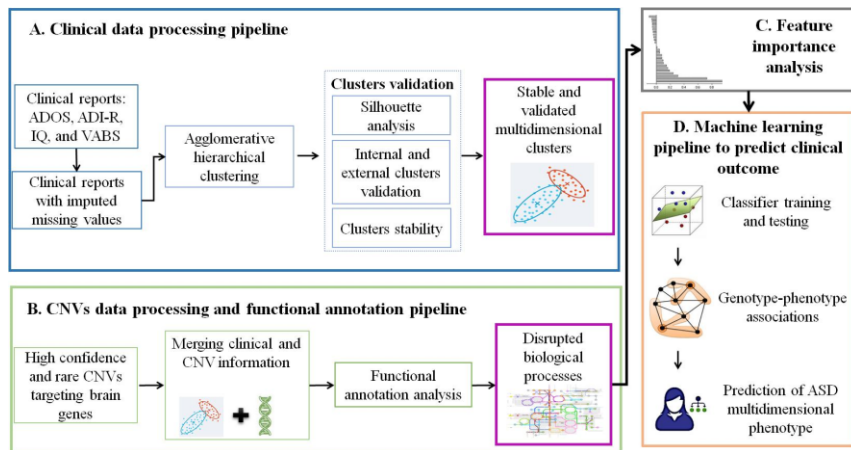 A. Clinical data processing pipeline
Clinical reports:
ADOS, ADI-R,
IQ, and VABS
Clinical reports
with imputed
missing values
Agglomerative
hierarchical
clustering
Clusters validation
Silhouette
analysis
Internal and
external clusters
validation
Clusters stability
Stable and
validated
multidimensional
clusters
B. CNVs data processing and functional annotation pipeline
High confidence
and rare CNVs
targeting brain
genes
Merging clinical and
CNV information
Functional
annotation analysis
Disrupted
biological
processes
C. Feature
importance
analysis
D. Machine learning
pipeline to predict clinical
outcome
Classifier training
and testing
Genotype-phenotype
associations
Prediction of ASD
multidimensional
phenotype